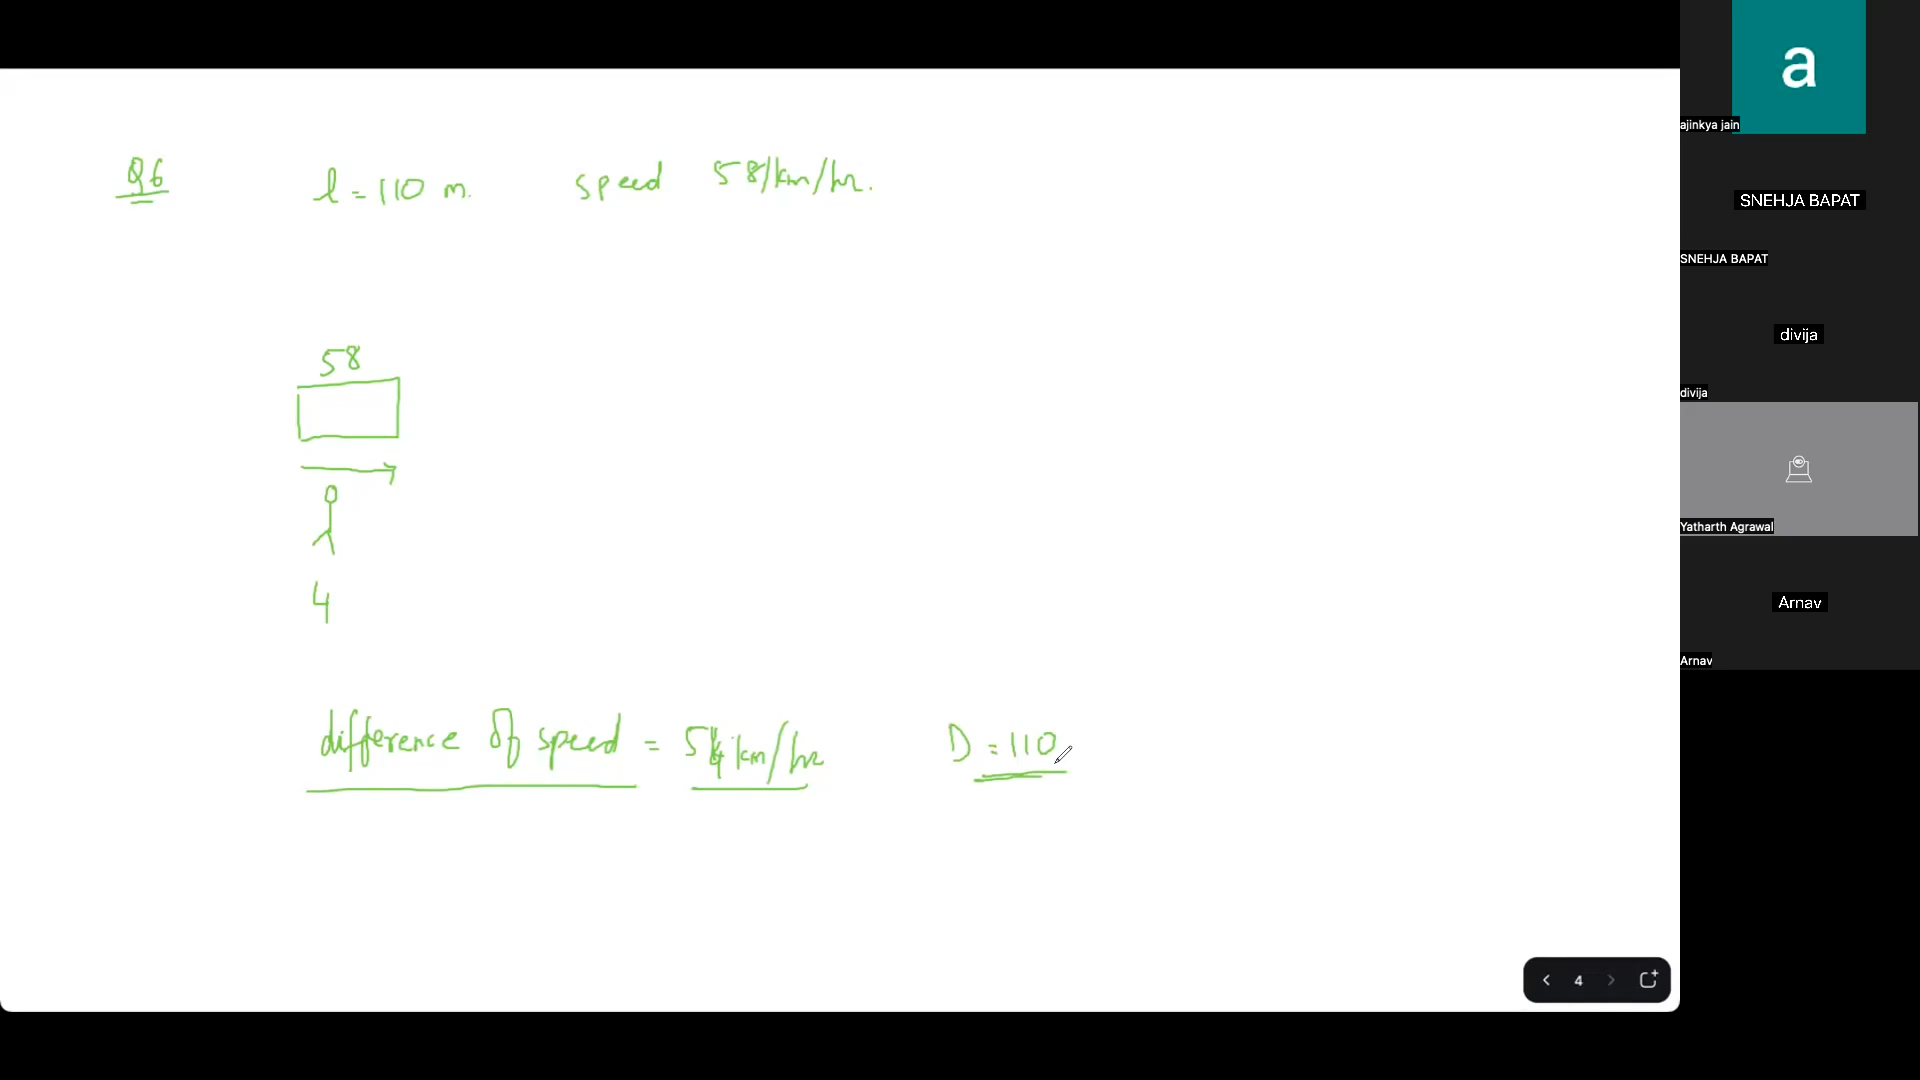 Q6 l = 110 m. speed 58/km/hr.
58
4
difference of speed = 54 km/hr D = 110
4
a
ajinkya jain
SNEHJA BAPAT
SNEHJA BAPAT
divija
divija
Yatharth Agrawal
Arnav
Arnav